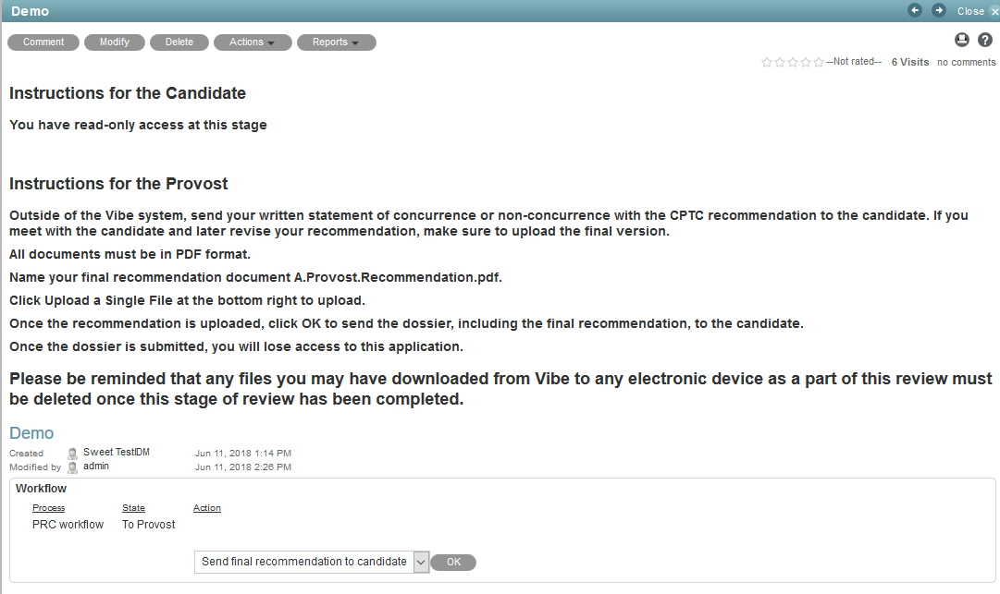 Demo
Close
Comment Modify Delete Actions Reports
--Not rated-- 6 Visits no comments
Instructions for the Candidate
You have read-only access at this stage
Instructions for the Provost
Outside of the Vibe system, send your written statement of concurrence or non-concurrence with the CPTC recommendation to the candidate. If you
meet with the candidate and later revise your recommendation, make sure to upload the final version.
All documents must be in PDF format.
Name your final recommendation document A.Provost.Recommendation.pdf.
Click Upload a Single File at the bottom right to upload.
Once the recommendation is uploaded, click OK to send the dossier, including the final recommendation, to the candidate.
Once the dossier is submitted, you will lose access to this application.
Please be reminded that any files you may have downloaded from Vibe to any electronic device as a part of this review must
be deleted once this stage of review has been completed.
Demo
Created Sweet TestIDM Jun 11, 2018 1:14 PM
Modified by admin Jun 11, 2018 2:26 PM
Workflow
Process State Action
PRC workflow To Provost
Send final recommendation to candidate OK